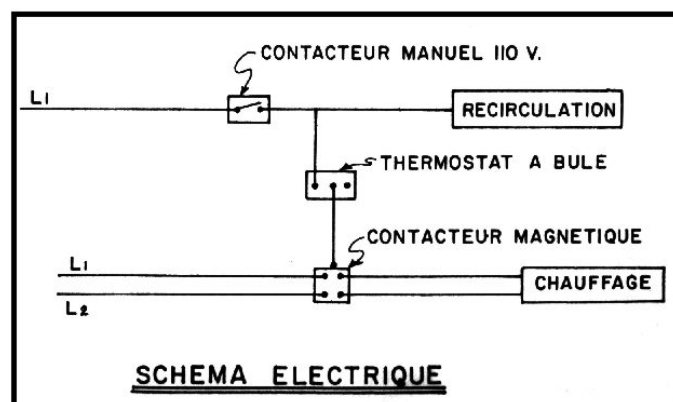 CONTACTEUR MANUEL 110 V.
L1
RECIRCULATION
THERMOSTAT A BULE
CONTACTEUR MAGNETIQUE
L1
CHAUFFAGE
L2
SCHEMA ELECTRIQUE